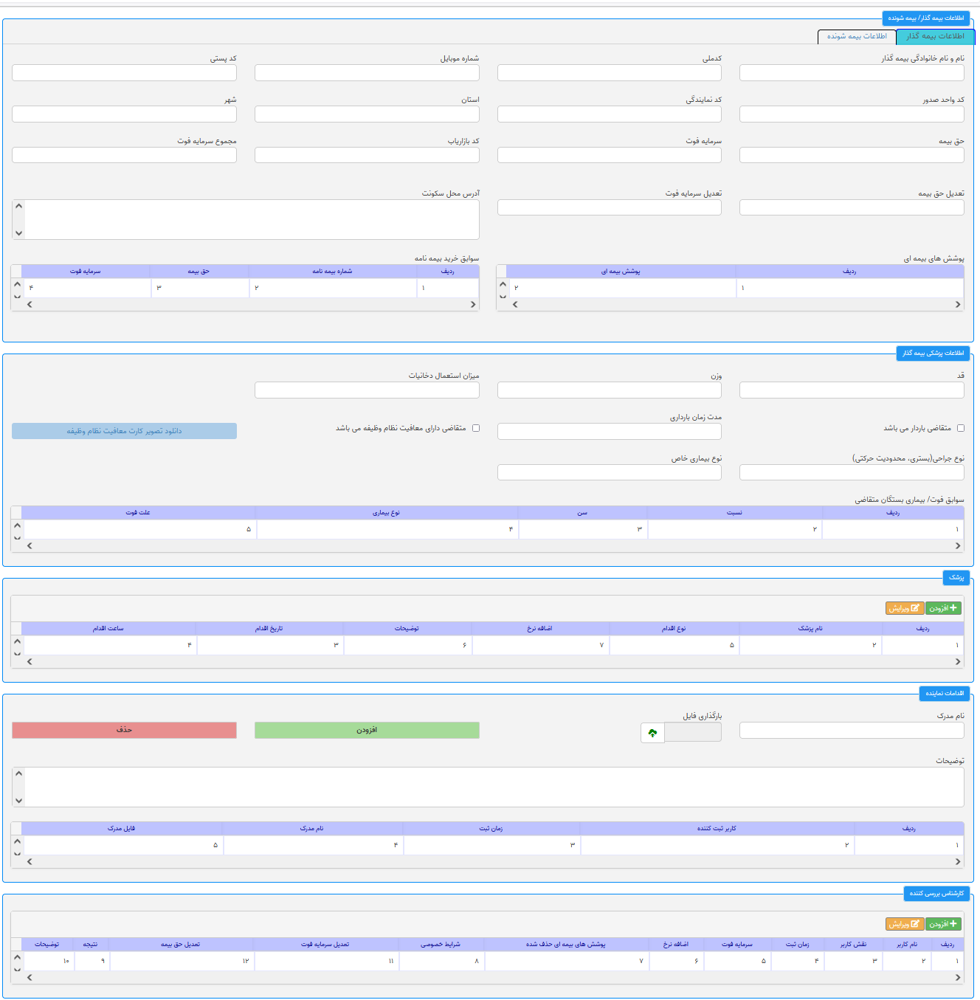 اطلاعات بیمه گذار/ بیمه شونده
اطلاعات بیمه گذار اطلاعات بیمه شونده
نام و نام خانوادگی بیمه گذار کدملی شماره موبایل کد پستی
کد واحد صدور کد نمایندگی استان شهر
حق بیمه سرمایه فوت کد بازاریاب مجموع سرمایه فوت
تعدیل حق بیمه تعدیل سرمایه فوت آدرس محل سکونت
پوشش های بیمه ای سوابق خرید بیمه نامه
ردیف پوشش بیمه ای ردیف شماره بیمه نامه حق بیمه سرمایه فوت
۱ ۲ ۱ ۲ ۳ ۴
اطلاعات پزشکی بیمه گذار
قد وزن میزان استعمال دخانیات
متقاضی باردار می باشد مدت زمان بارداری متقاضی دارای معافیت نظام وظیفه می باشد دانلود تصویر کارت معافیت نظام وظیفه
نوع جراحی(بستری، محدودیت حرکتی) نوع بیماری خاص
سوابق فوت/ بیماری بستگان متقاضی
ردیف نسبت سن نوع بیماری علت فوت
۱ ۲ ۳ ۴ ۵
پزشک
افزودن ویرایش
ردیف نام پزشک نوع اقدام اضافه نرخ توضیحات تاریخ اقدام ساعت اقدام
۱ ۲ ۵ ۷ ۶ ۳ ۴
اقدامات نماینده
نام مدرک بارگذاری فایل افزودن حذف
توضیحات
ردیف کاربر ثبت کننده زمان ثبت نام مدرک فایل مدرک
۱ ۲ ۳ ۴ ۵
کارشناس بررسی کننده
افزودن ویرایش
ردیف نام کاربر نقش کاربر زمان ثبت سرمایه فوت اضافه نرخ پوشش های بیمه ای حذف شده شرایط خصوصی تعدیل سرمایه فوت تعدیل حق بیمه نتیجه توضیحات
۱ ۲ ۳ ۴ ۵ ۶ ۷ ۸ ۱۱ ۱۲ ۹ ۱۰